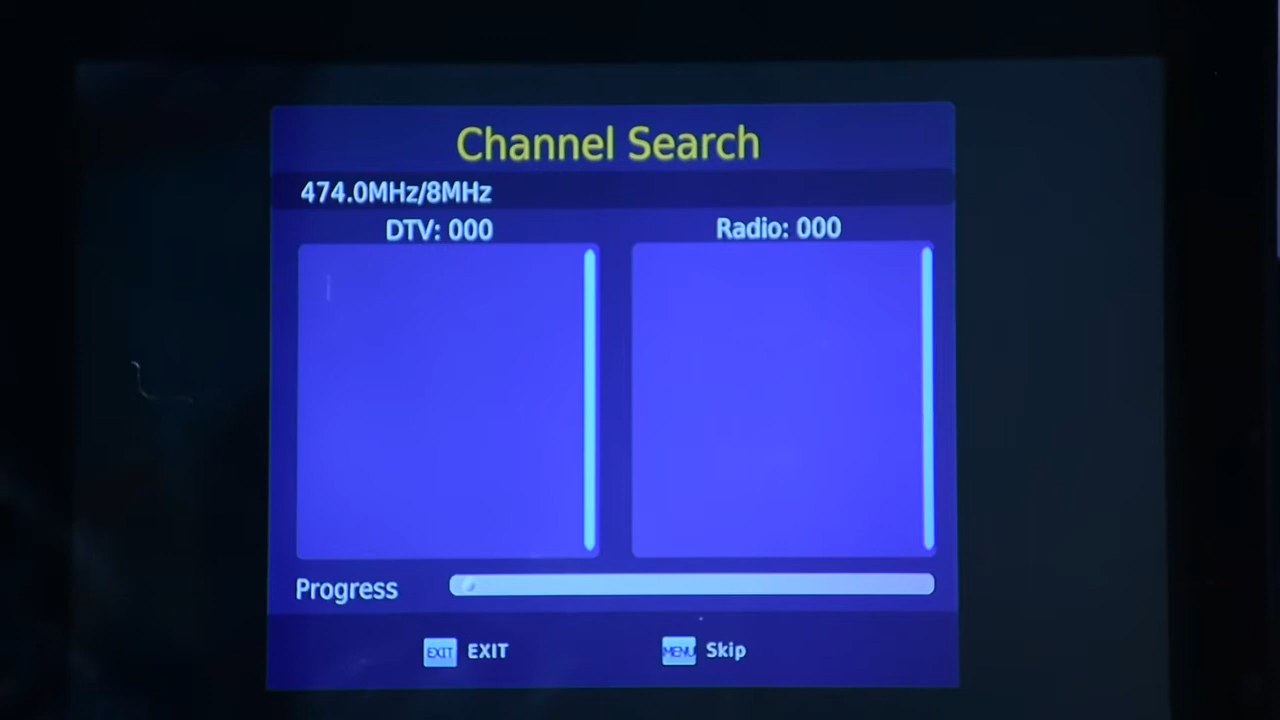 Channel Search
474.0MHz/8MHz
DTV: 000 Radio: 000
Progress
EXIT EXIT MENU Skip